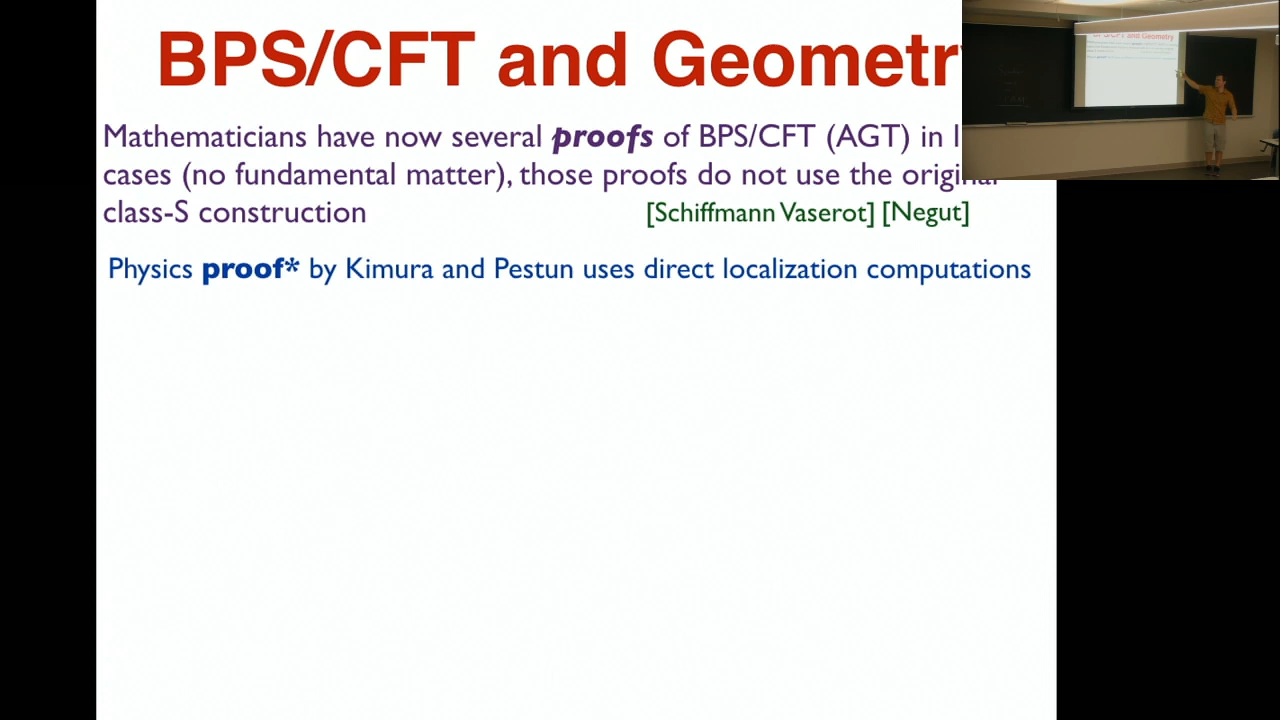 BPS/CFT and Geometry
Mathematicians have now several proofs of BPS/CFT (AGT) in
cases (no fundamental matter), those proofs do not use the original
class-S construction [Schiffmann Vaserot] [Negut]
Physics proof* by Kimura and Pestun uses direct localization computations